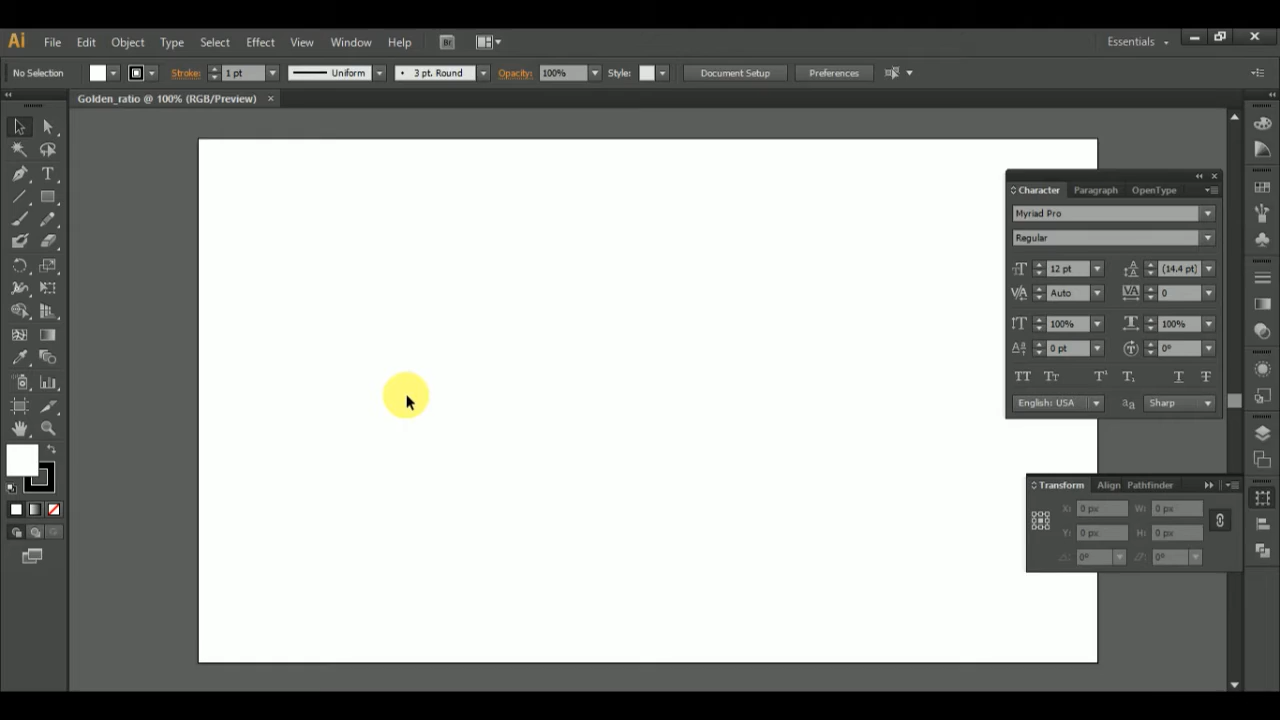 Ai File Edit Object Type Select Effect View Window Help Br Essentials
No Selection Stroke: 1 pt Uniform 3 pt. Round Opacity: 100% Style: Document Setup Preferences
Golden_ratio @ 100% (RGB/Preview)
Character Paragraph OpenType
Myriad Pro
Regular
12 pt (14.4 pt)
Auto 0
100% 100%
0 pt 0°
English: USA Sharp
Transform Align Pathfinder
X: 0 px W: 0 px
Y: 0 px H: 0 px
0° 0°